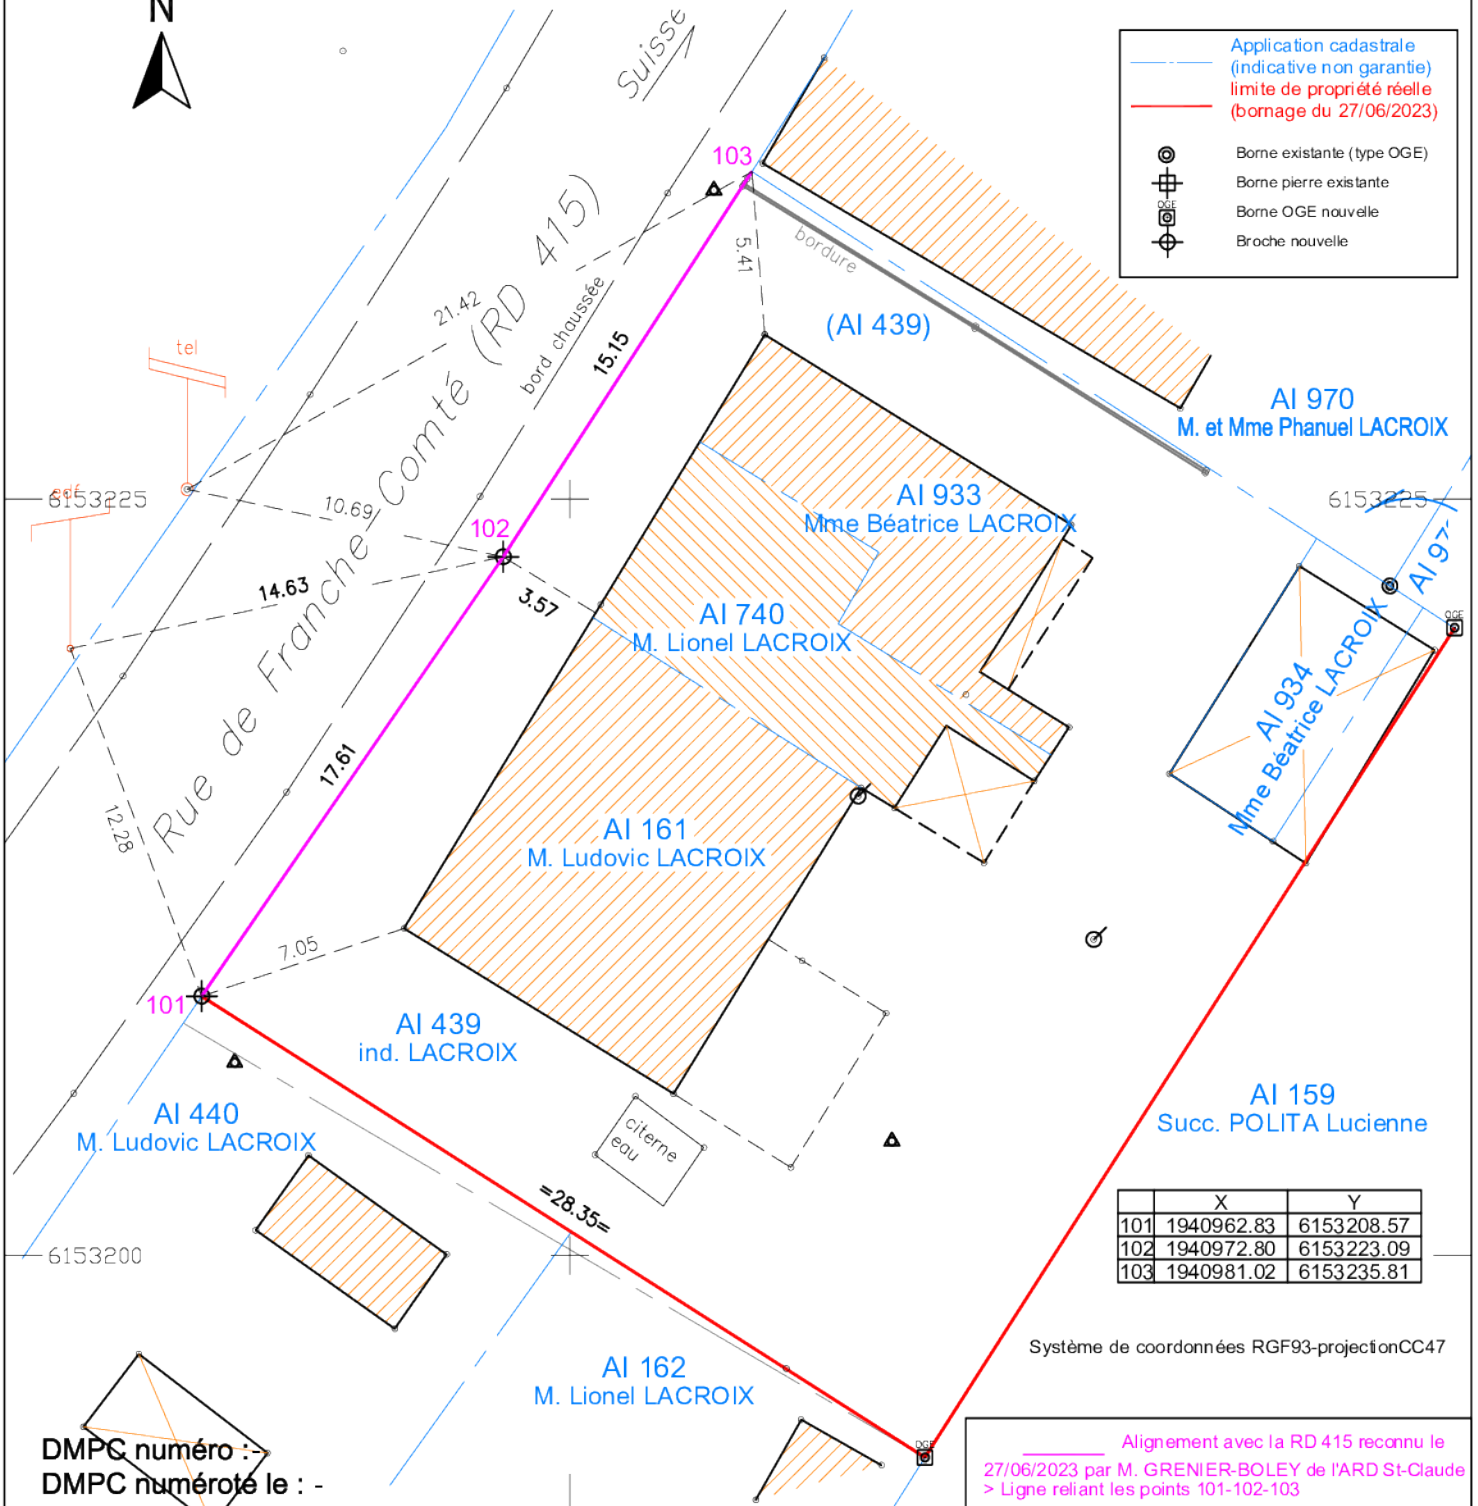 N
Suisse
Application cadastrale
(indicative non garantie)
limite de propriété réelle
(bornage du 27/06/2023)
Borne existante (type OGE)
Borne pierre existante
OGE
Borne OGE nouvelle
Broche nouvelle
103
5.41
bordure
21.42
bord chaussée
15.15
(AI 439)
tel
Rue de Franche Comté (RD 415)
AI 970
M. et Mme Phanuel LACROIX
edf
6153225
6153225
10.69
102
AI 933
Mme Béatrice LACROIX
14.63
3.57
AI 740
M. Lionel LACROIX
OGE
AI 934
Mme Béatrice LACROIX
17.61
12.28
AI 161
M. Ludovic LACROIX
7.05
101
AI 439
ind. LACROIX
AI 440
M. Ludovic LACROIX
citerne
eau
AI 159
Succ. POLITA Lucienne
=28.35=
X Y
101 1940962.83 6153208.57
102 1940972.80 6153223.09
103 1940981.02 6153235.81
6153200
Système de coordonnées RGF93-projectionCC47
AI 162
M. Lionel LACROIX
OGE
DMPC numéro :-
DMPC numéroté le : -
Alignement avec la RD 415 reconnu le
27/06/2023 par M. GRENIER-BOLEY de l'ARD St-Claude
> Ligne reliant les points 101-102-103